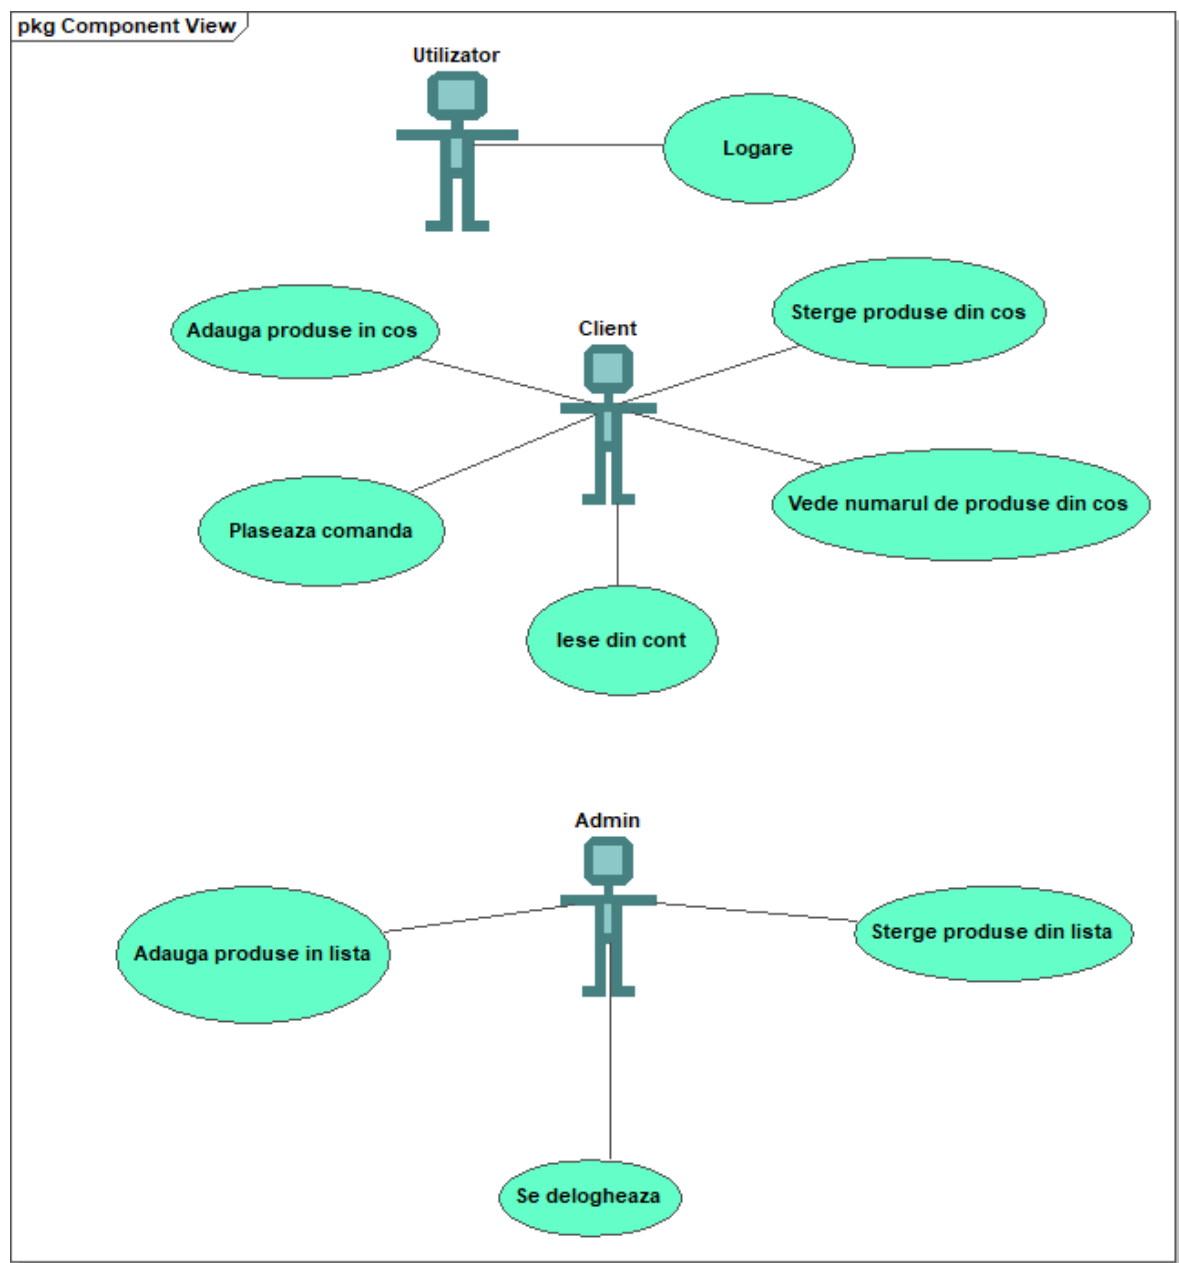 pkg Component View
Utilizator
Logare
Adauga produse in cos
Sterge produse din cos
Client
Plaseaza comanda
Vede numarul de produse din cos
Iese din cont
Admin
Adauga produse in lista
Sterge produse din lista
Se delogheaza